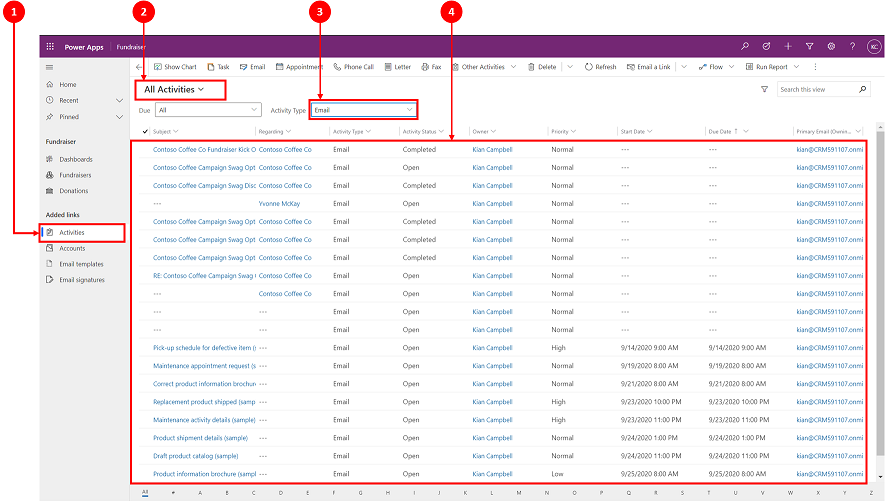 1 2 3 4
Power Apps Fundraiser KC
Show Chart Task Email Appointment Phone Call Letter Fax Other Activities Delete Refresh Email a Link Flow Run Report
Home
Recent
Pinned
Fundraiser
Dashboards
Fundraisers
Donations
Added links
Activities
Accounts
Email templates
Email signatures
All Activities Search this view
Due All Activity Type Email
Subject Regarding Activity Type Activity Status Owner Priority Start Date Due Date Primary Email (Ownin...
Contoso Coffee Co Fundraiser Kick O Contoso Coffee Co Email Completed Kian Campbell Normal --- --- kian@CRM591107.onmi
Contoso Coffee Campaign Swag Opt Contoso Coffee Co Email Open Kian Campbell Normal --- --- kian@CRM591107.onmi
Contoso Coffee Campaign Swag Disc Contoso Coffee Co Email Completed Kian Campbell Normal --- --- kian@CRM591107.onmi
--- Yvonne McKay Email Open Kian Campbell Normal --- --- kian@CRM591107.onmi
Contoso Coffee Campaign Swag Opt Contoso Coffee Co Email Completed Kian Campbell Normal --- --- kian@CRM591107.onmi
Contoso Coffee Campaign Swag Opt Contoso Coffee Co Email Completed Kian Campbell Normal --- --- kian@CRM591107.onmi
Contoso Coffee Campaign Swag Opt Contoso Coffee Co Email Completed Kian Campbell Normal --- --- kian@CRM591107.onmi
RE: Contoso Coffee Campaign Swag Contoso Coffee Co Email Open Kian Campbell Normal --- --- kian@CRM591107.onmi
--- Contoso Coffee Co Email Open Kian Campbell Normal --- --- kian@CRM591107.onmi
--- --- Email Open Kian Campbell Normal --- --- kian@CRM591107.onmi
--- --- Email Open Kian Campbell Normal --- --- kian@CRM591107.onmi
Pick-up schedule for defective item (s --- Email Open Kian Campbell High 9/14/2020 9:00 AM 9/14/2020 9:00 AM kian@CRM591107.onmi
Maintenance appointment request (s --- Email Open Kian Campbell Normal 9/19/2020 8:00 AM 9/19/2020 8:00 AM kian@CRM591107.onmi
Correct product information brochure --- Email Open Kian Campbell Normal 9/21/2020 8:00 AM 9/21/2020 8:00 AM kian@CRM591107.onmi
Replacement product shipped (samp --- Email Open Kian Campbell High 9/23/2020 10:00 PM 9/23/2020 10:00 PM kian@CRM591107.onmi
Maintenance activity details (sample) --- Email Open Kian Campbell High 9/23/2020 11:00 PM 9/23/2020 11:00 PM kian@CRM591107.onmi
Product shipment details (sample) --- Email Open Kian Campbell Normal 9/24/2020 1:00 PM 9/24/2020 1:00 PM kian@CRM591107.onmi
Draft product catalog (sample) --- Email Open Kian Campbell Normal 9/24/2020 11:00 PM 9/24/2020 11:00 PM kian@CRM591107.onmi
Product information brochure (sampl --- Email Open Kian Campbell Low 9/25/2020 8:00 AM 9/25/2020 8:00 AM kian@CRM591107.onmi
All # A B C D E F G H I J K L M N O P Q R S T U V W X Y Z